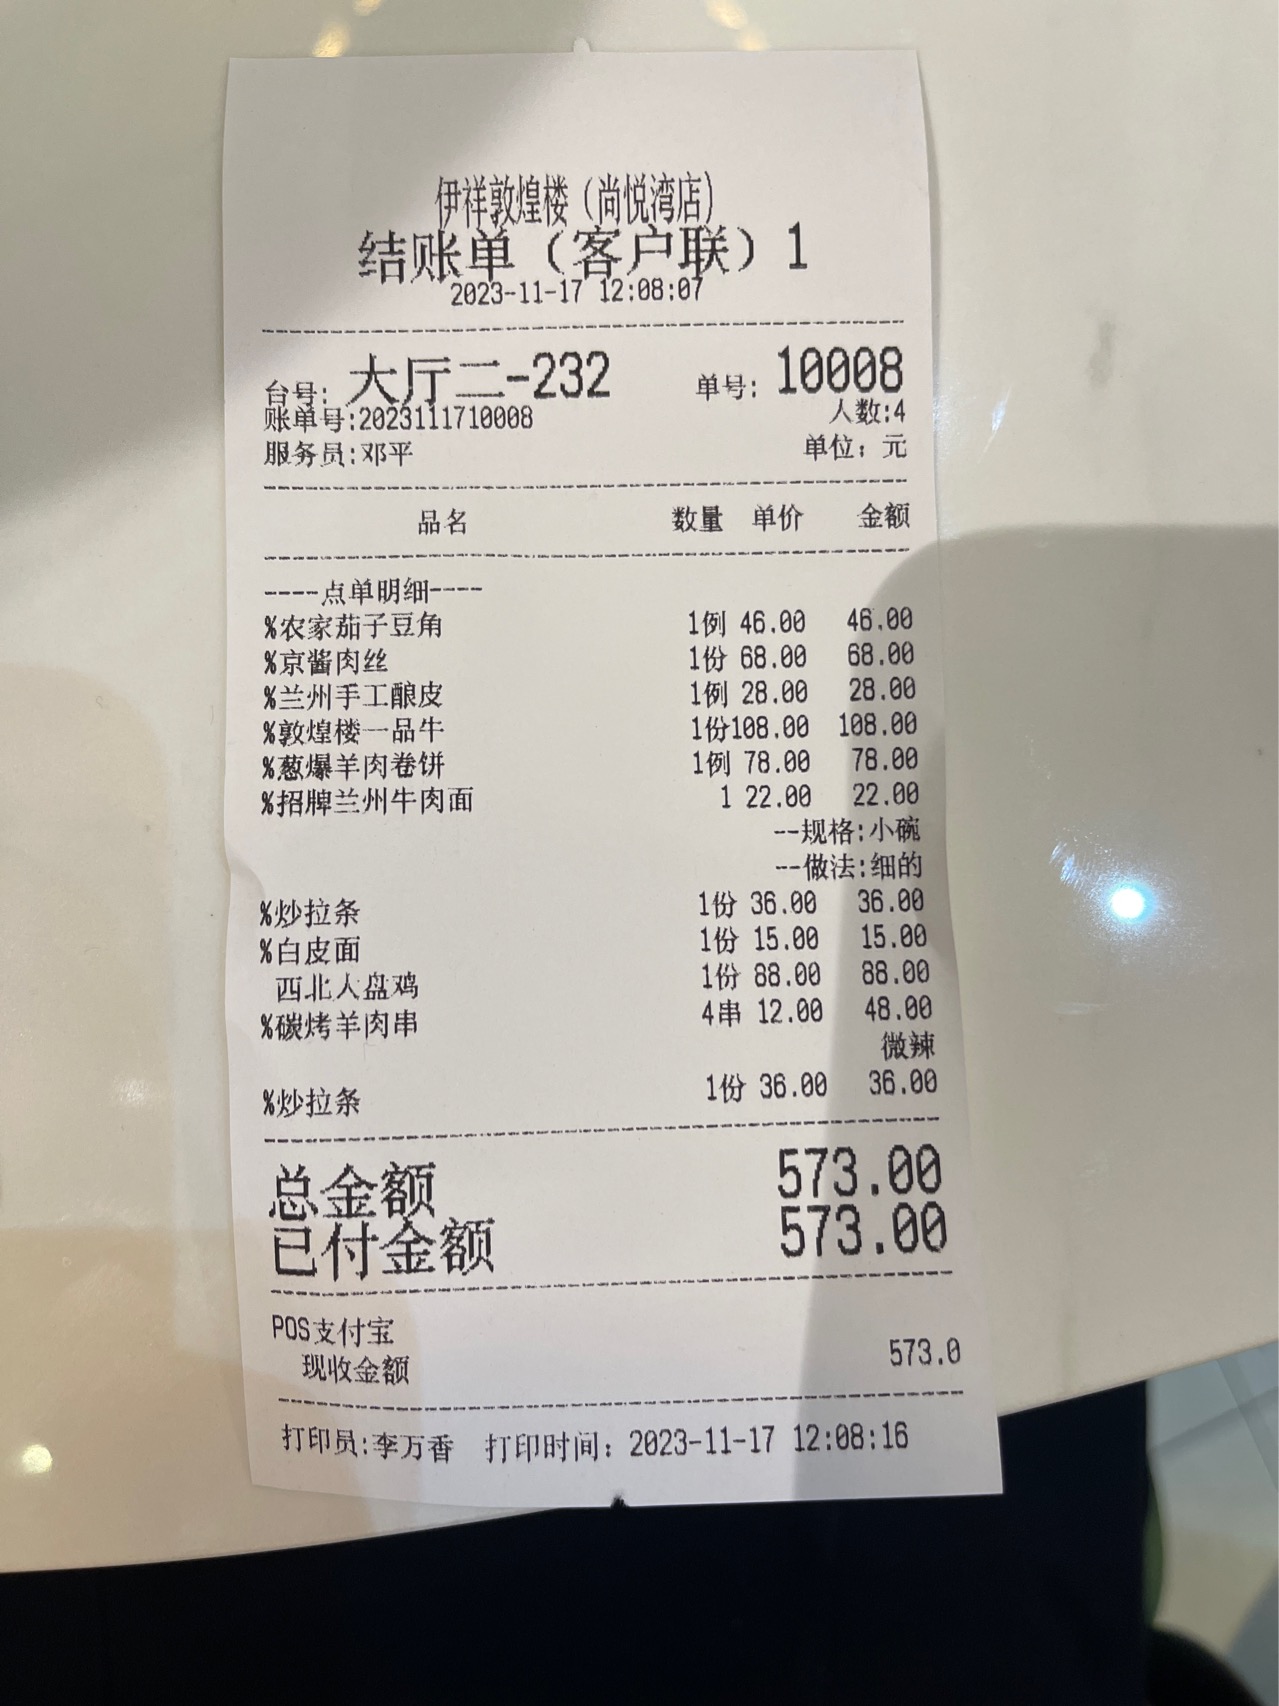 伊祥敦煌楼（尚悦湾店）
结账单（客户联）1
2023-11-17 12:08:07
台号: 大厅二-232 单号: 10008
账单号:2023111710008 人数:4
服务员:邓平 单位: 元
品名 数量 单价 金额
----点单明细----
%农家茄子豆角 1例 46.00 46.00
%京酱肉丝 1份 68.00 68.00
%兰州手工酿皮 1例 28.00 28.00
%敦煌楼一品牛 1份108.00 108.00
%葱爆羊肉卷饼 1例 78.00 78.00
%招牌兰州牛肉面 1 22.00 22.00
--规格:小碗
--做法:细的
%炒拉条 1份 36.00 36.00
%白皮面 1份 15.00 15.00
西北大盘鸡 1份 88.00 88.00
%碳烤羊肉串 4串 12.00 48.00
微辣
%炒拉条 1份 36.00 36.00
总金额 573.00
已付金额 573.00
POS支付宝
现收金额 573.0
打印员:李万香 打印时间: 2023-11-17 12:08:16